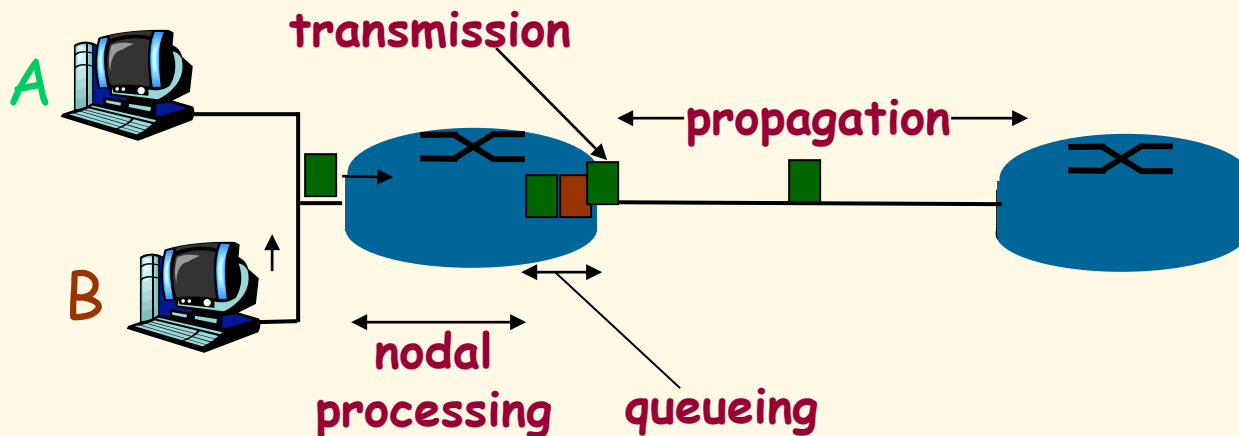 transmission
A
propagation
B
nodal
processing
queueing